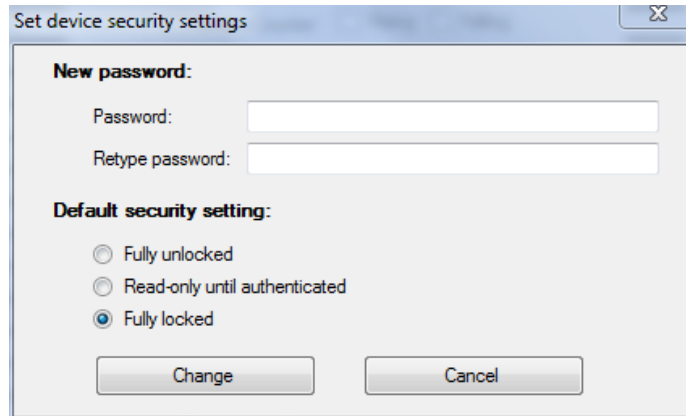 Set device security settings
New password:
Password:
Retype password:
Default security setting:
Fully unlocked
Read-only until authenticated
Fully locked
Change Cancel